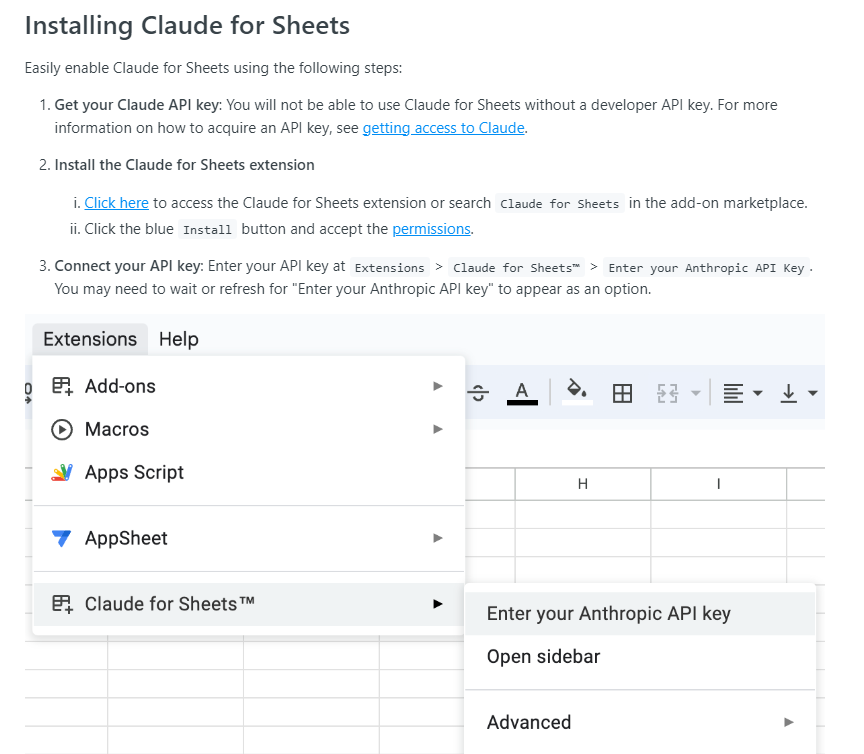 Installing Claude for Sheets
Easily enable Claude for Sheets using the following steps:
1. Get your Claude API key: You will not be able to use Claude for Sheets without a developer API key. For more
information on how to acquire an API key, see getting access to Claude.
2. Install the Claude for Sheets extension
i. Click here to access the Claude for Sheets extension or search Claude for Sheets in the add-on marketplace.
ii. Click the blue Install button and accept the permissions.
3. Connect your API key: Enter your API key at Extensions > Claude for Sheets™ > Enter your Anthropic API Key.
You may need to wait or refresh for "Enter your Anthropic API key" to appear as an option.
Extensions Help
Add-ons
A
Macros
Apps Script
H I
AppSheet
Claude for Sheets™
Enter your Anthropic API key
Open sidebar
Advanced